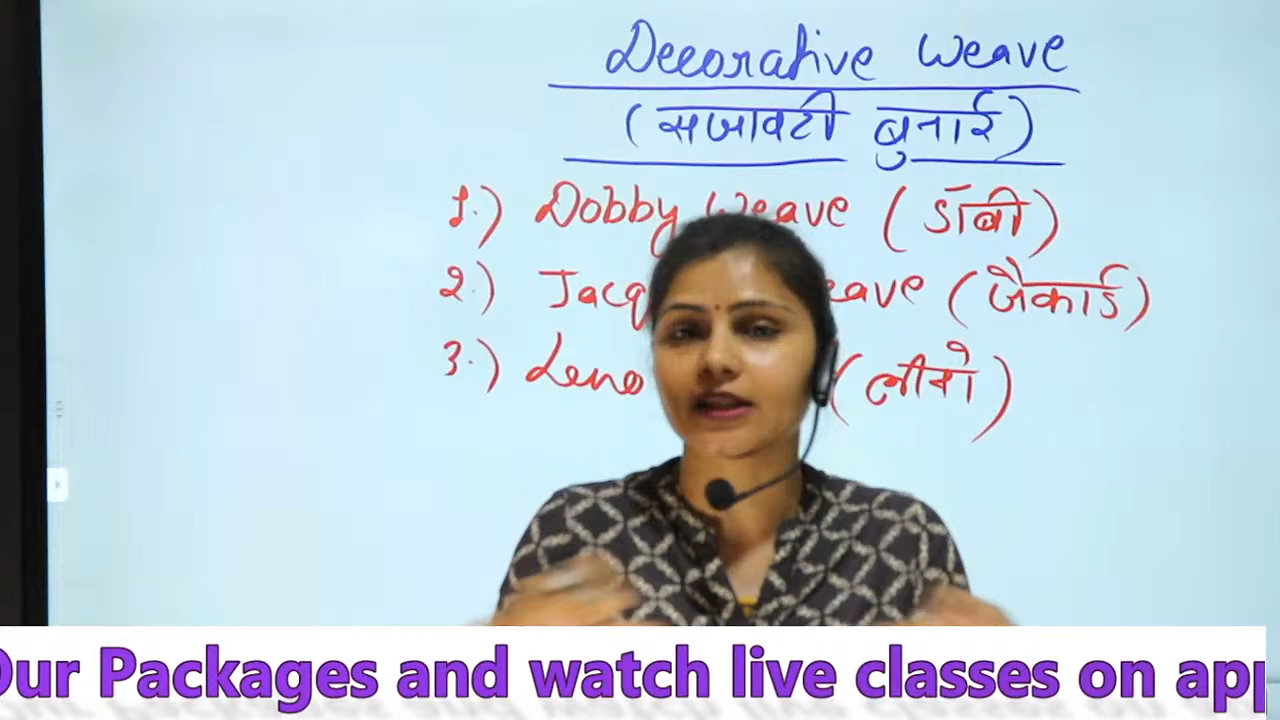 Decorative Weave
(सजावटी बुनाई)
1.) Dobby Weave (डॉबी)
2.) Jacq eave (जैकार्ड)
3.) Leno (लीनो)
Our Packages and watch live classes on app